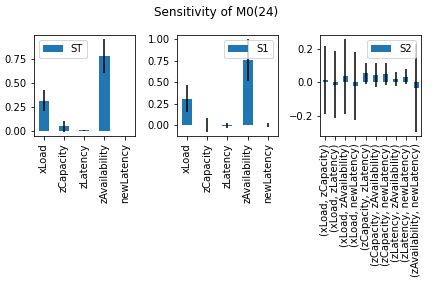 Sensitivity of M0(24)
ST
0.75
0.50
0.25
0.00
xLoad
zCapacity
zLatency
zAvailability
newLatency
S1
1.00
0.75
0.50
0.25
0.00
xLoad
zCapacity
zLatency
zAvailability
newLatency
S2
0.2
0.0
−0.2
(xLoad, zCapacity)
(xLoad, zLatency)
(xLoad, zAvailability)
(xLoad, newLatency)
(zCapacity, zLatency)
(zCapacity, zAvailability)
(zCapacity, newLatency)
(zLatency, zAvailability)
(zLatency, newLatency)
(zAvailability, newLatency)